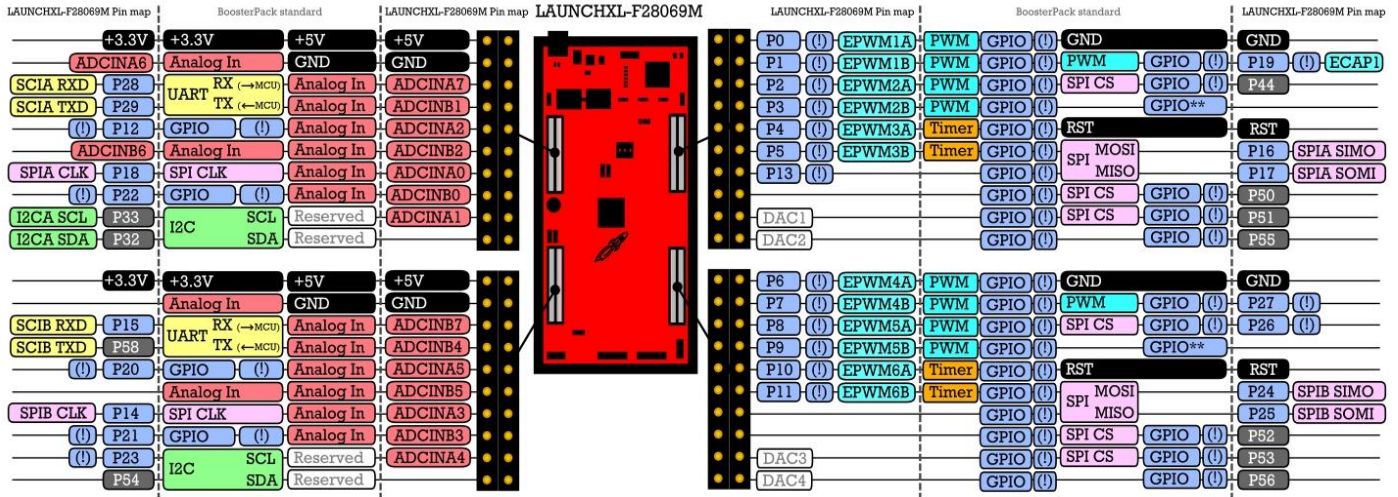 LAUNCHXL-F28069M Pin map BoosterPack standard LAUNCHXL-F28069M Pin map LAUNCHXL-F28069M LAUNCHXL-F28069M Pin map BoosterPack standard LAUNCHXL-F28069M Pin map
+3.3V +3.3V +5V +5V P0 (!) EPWM1A PWM GPIO (!) GND GND
ADCINA6 Analog In GND GND P1 (!) EPWM1B PWM GPIO (!) PWM GPIO (!) P19 (!) ECAP1
SCIA RXD P28 UART RX (→MCU) Analog In ADCINA7 P2 (!) EPWM2A PWM GPIO (!) SPI CS GPIO (!) P44
SCIA TXD P29 TX (←MCU) Analog In ADCINB1 P3 (!) EPWM2B PWM GPIO (!) GPIO**
(!) P12 GPIO (!) Analog In ADCINA2 P4 (!) EPWM3A Timer GPIO (!) RST RST
ADCINB6 Analog In Analog In ADCINB2 P5 (!) EPWM3B Timer GPIO (!) SPI MOSI P16 SPIA SIMO
SPIA CLK P18 SPI CLK Analog In ADCINA0 P13 (!) GPIO (!) MISO P17 SPIA SOMI
(!) P22 GPIO (!) Analog In ADCINB0 GPIO (!) SPI CS GPIO (!) P50
I2CA SCL P33 I2C SCL Reserved ADCINA1 DAC1 GPIO (!) SPI CS GPIO (!) P51
I2CA SDA P32 SDA Reserved DAC2 GPIO (!) GPIO (!) P55
+3.3V +3.3V +5V +5V P6 (!) EPWM4A PWM GPIO (!) GND GND
Analog In GND GND P7 (!) EPWM4B PWM GPIO (!) PWM GPIO (!) P27 (!)
SCIB RXD P15 UART RX (→MCU) Analog In ADCINB7 P8 (!) EPWM5A PWM GPIO (!) SPI CS GPIO (!) P26 (!)
SCIB TXD P58 TX (←MCU) Analog In ADCINB4 P9 (!) EPWM5B PWM GPIO (!) GPIO**
(!) P20 GPIO (!) Analog In ADCINA5 P10 (!) EPWM6A Timer GPIO (!) RST RST
Analog In Analog In ADCINB5 P11 (!) EPWM6B Timer GPIO (!) SPI MOSI P24 SPIB SIMO
SPIB CLK P14 SPI CLK Analog In ADCINA3 GPIO (!) MISO P25 SPIB SOMI
(!) P21 GPIO (!) Analog In ADCINB3 GPIO (!) SPI CS GPIO (!) P52
(!) P23 I2C SCL Reserved ADCINA4 DAC3 GPIO (!) SPI CS GPIO (!) P53
P54 SDA Reserved DAC4 GPIO (!) GPIO (!) P56